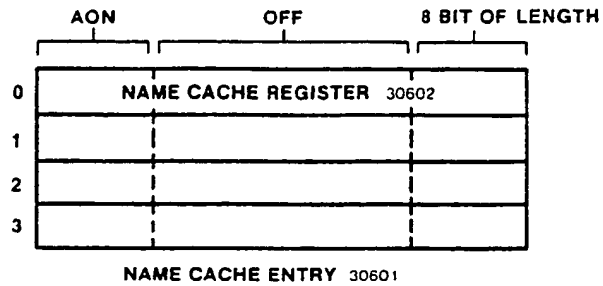 AON OFF 8 BIT OF LENGTH
0 NAME CACHE REGISTER 30602
1
2
3
NAME CACHE ENTRY 30601